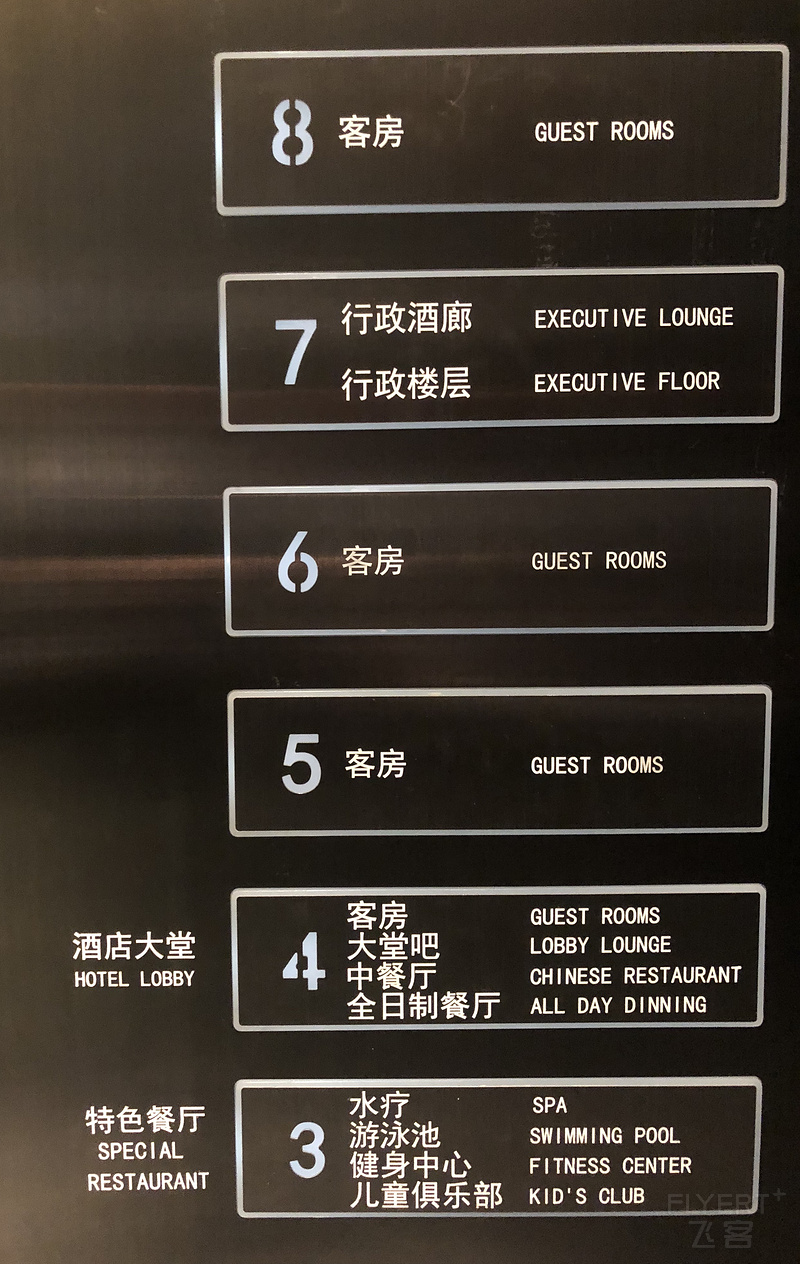 8 客房 GUEST ROOMS
7 行政酒廊 EXECUTIVE LOUNGE
行政楼层 EXECUTIVE FLOOR
6 客房 GUEST ROOMS
5 客房 GUEST ROOMS
酒店大堂
HOTEL LOBBY
4 客房 GUEST ROOMS
大堂吧 LOBBY LOUNGE
中餐厅 CHINESE RESTAURANT
全日制餐厅 ALL DAY DINNING
特色餐厅
SPECIAL
RESTAURANT
3 水疗 SPA
游泳池 SWIMMING POOL
健身中心 FITNESS CENTER
儿童俱乐部 KID'S CLUB
FLYERT+
飞客